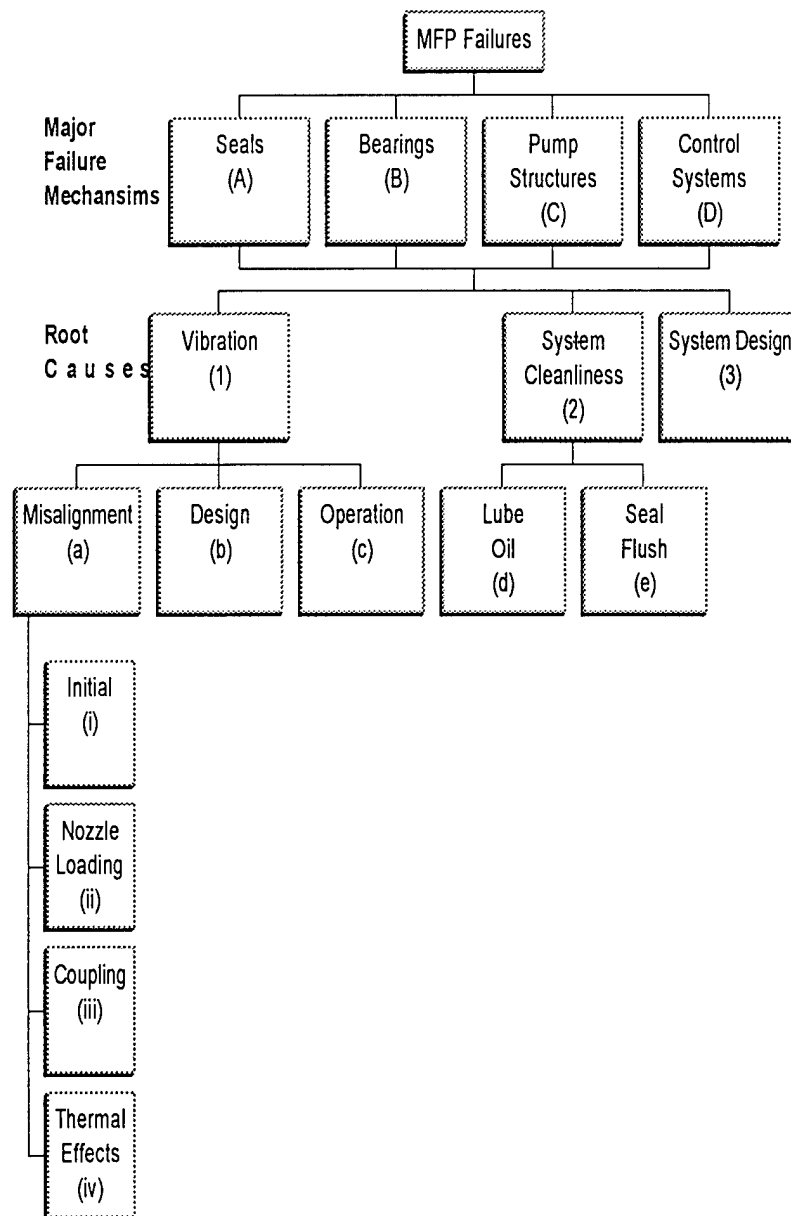 MFP Failures
Major
Failure
Mechansims
Seals
(A)
Bearings
(B)
Pump
Structures
(C)
Control
Systems
(D)
Root
Causes
Vibration
(1)
System
Cleanliness
(2)
System Design
(3)
Misalignment
(a)
Design
(b)
Operation
(c)
Lube
Oil
(d)
Seal
Flush
(e)
Initial
(i)
Nozzle
Loading
(ii)
Coupling
(iii)
Thermal
Effects
(iv)